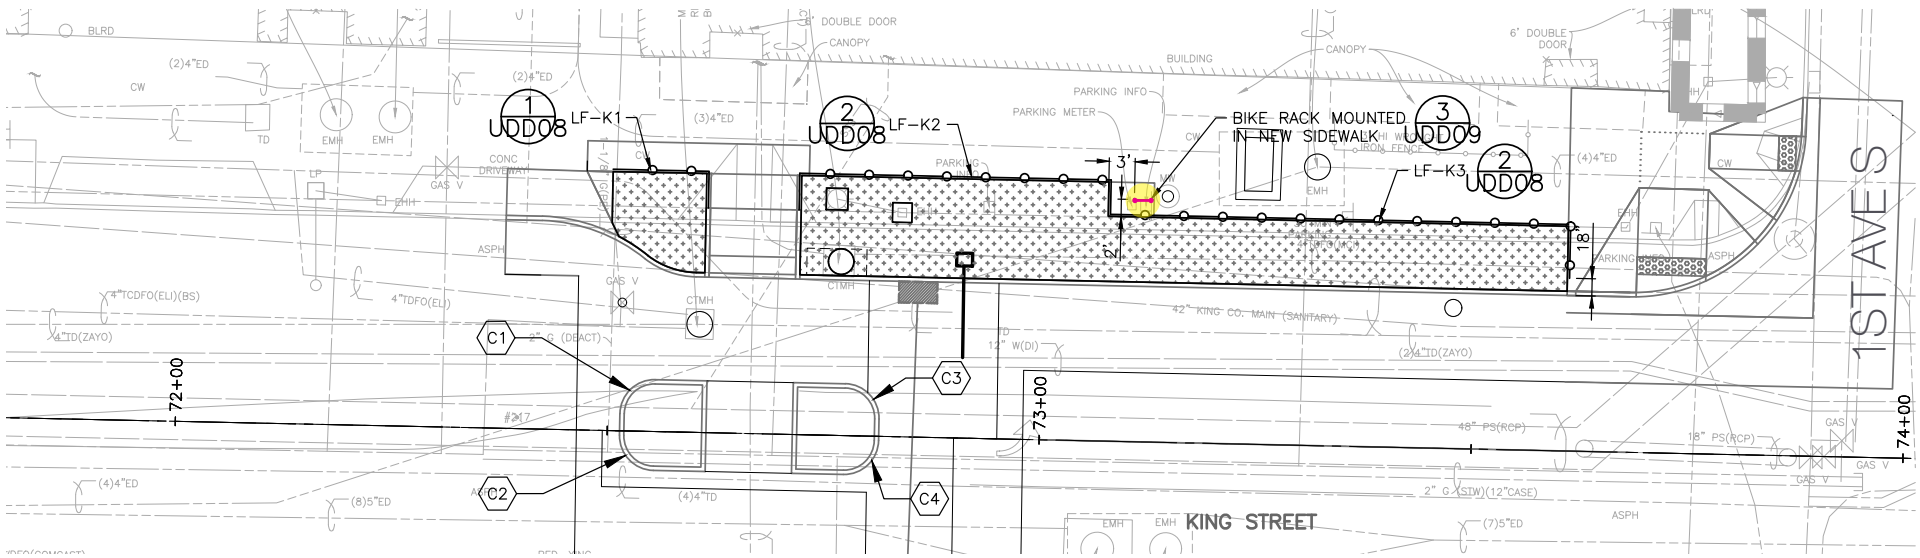 BLRD
(2)4"ED
CW
TD
EMH
EMH
(2)4"ED
6' DOUBLE DOOR
CANOPY
BUILDING
CANOPY
6' DOUBLE
DOOR
BLRD
1
UDD08
LF-K1
(3)4"ED
2
UDD08
LF-K2
PARKING INFO
PARKING METER
BIKE RACK MOUNTED
IN NEW SIDEWALK
CW
3
UDD09
IRON FENCE
2
UDD08
LF-K3
(4)4"ED
CW
CONC
DRIVEWAY
GAS V
LP
EHH
CW
PARKING
3'
MW
EMH
EHH
2'
18"
ASPH
ASPH
1ST AVE S
GAS V
CTMH
CTMH
4"TCDFO(ELI)(BS)
4"TDFO(ELI)
4"TD(ZAYO)
2" G (DEACT)
TD
12" W(DI)
42" KING CO. MAIN (SANITARY)
(2)4"TD(ZAYO)
C1
C3
72+00
73+00
74+00
#217
48" PS(RCP)
18" PS(RCP)
GAS V
GAS V
GAS V
C2
C4
(4)4"ED
(8)5"ED
(4)4"TD
2" G (STW)(12"CASE)
ASPH
EMH
EMH
KING STREET
(7)5"ED